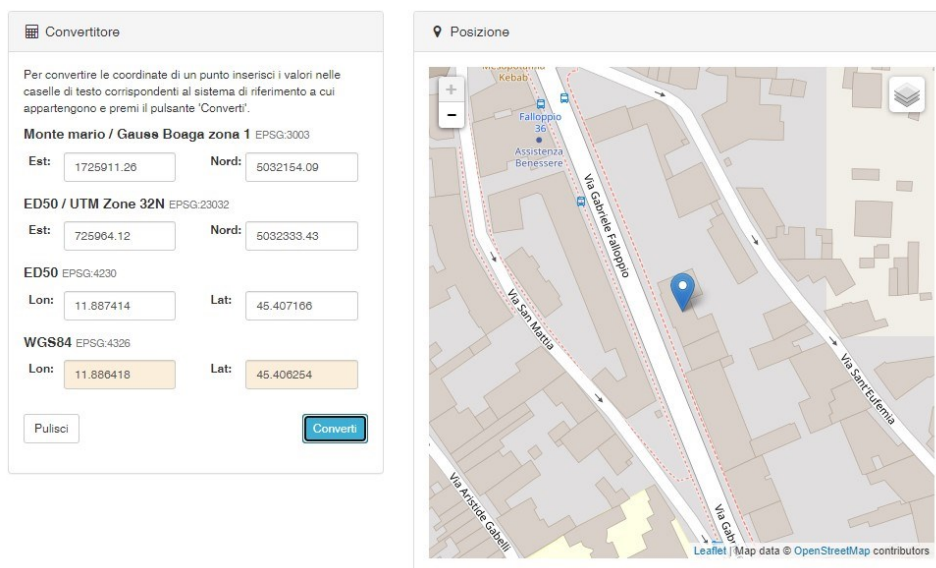 Convertitore
Per convertire le coordinate di un punto inserisci i valori nelle
caselle di testo corrispondenti al sistema di riferimento a cui
appartengono e premi il pulsante 'Converti'.
Monte mario / Gauss Boaga zona 1 EPSG:3003
Est: 1725911.26 Nord: 5032154.09
ED50 / UTM Zone 32N EPSG:23032
Est: 725964.12 Nord: 5032333.43
ED50 EPSG:4230
Lon: 11.887414 Lat: 45.407166
WGS84 EPSG:4326
Lon: 11.886418 Lat: 45.406254
Pulisci Converti
Posizione
+
-
Mesopotamia
Kebab
Falloppio
36
Assistenza
Benessere
Via Gabriele Falloppio
Via San Mattia
Via Sant'Eufemia
Via Aristide Gabelli
Via Gabr
Leaflet | Map data © OpenStreetMap contributors